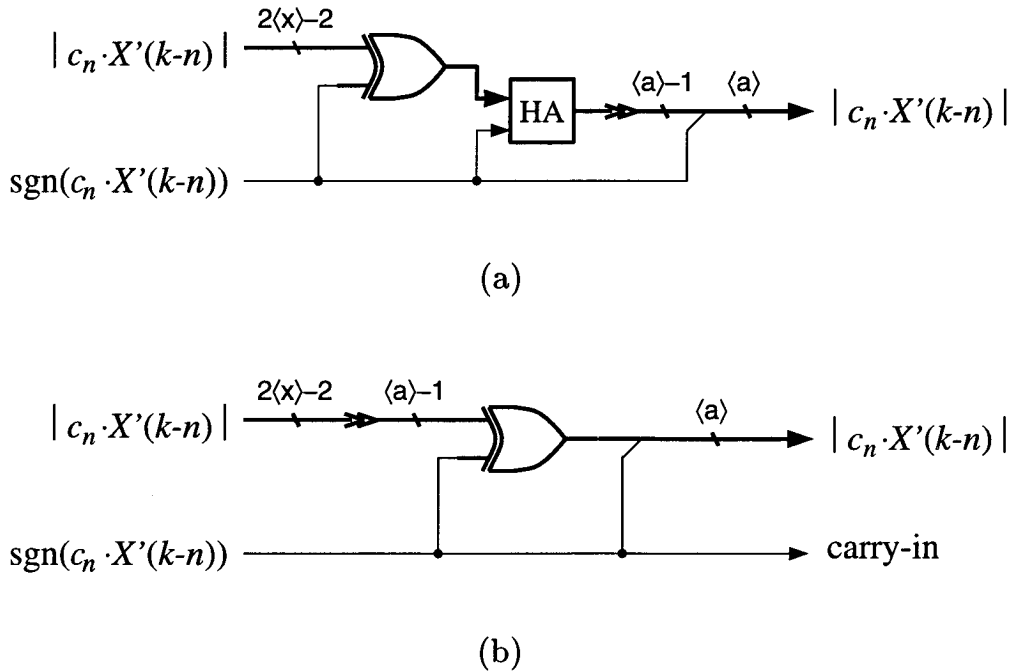 2⟨x⟩–2
| c_n·X'(k-n) |
HA
⟨a⟩–1
⟨a⟩
| c_n·X'(k-n) |
sgn(c_n·X'(k-n))
(a)
2⟨x⟩–2
⟨a⟩–1
⟨a⟩
| c_n·X'(k-n) |
| c_n·X'(k-n) |
sgn(c_n·X'(k-n))
carry-in
(b)